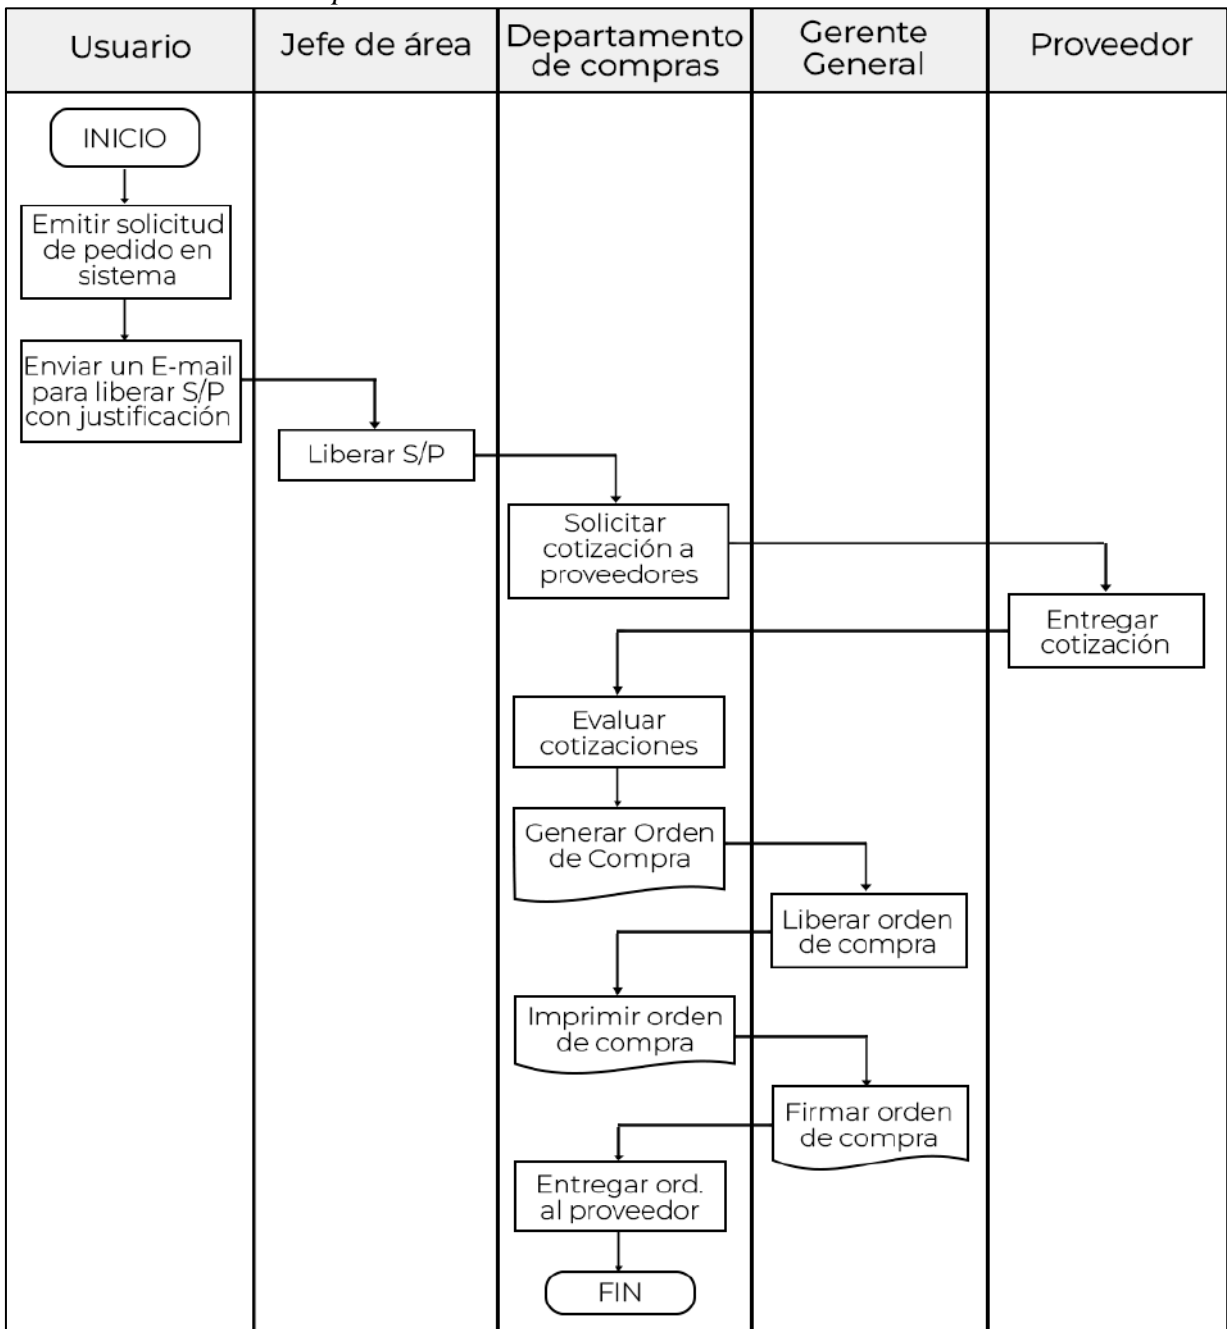 Usuario
Jefe de área
Departamento
de compras
Gerente
General
Proveedor
INICIO
Emitir solicitud
de pedido en
sistema
Enviar un E-mail
para liberar S/P
con justificación
Liberar S/P
Solicitar
cotización a
proveedores
Entregar
cotización
Evaluar
cotizaciones
Generar Orden
de Compra
Liberar orden
de compra
Imprimir orden
de compra
Firmar orden
de compra
Entregar ord.
al proveedor
FIN